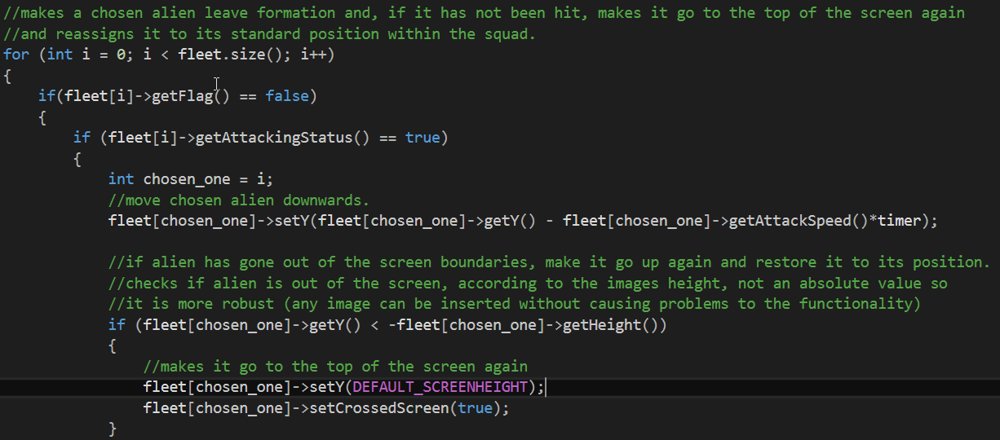 //makes a chosen alien leave formation and, if it has not been hit, makes it go to the top of the screen again
//and reassigns it to its standard position within the squad.
for (int i = 0; i < fleet.size(); i++)
{
    if(fleet[i]->getFlag() == false)
    {
        if (fleet[i]->getAttackingStatus() == true)
        {
            int chosen_one = i;
            //move chosen alien downwards.
            fleet[chosen_one]->setY(fleet[chosen_one]->getY() - fleet[chosen_one]->getAttackSpeed()*timer);

            //if alien has gone out of the screen boundaries, make it go up again and restore it to its position.
            //checks if alien is out of the screen, according to the images height, not an absolute value so
            //it is more robust (any image can be inserted without causing problems to the functionality)
            if (fleet[chosen_one]->getY() < -fleet[chosen_one]->getHeight())
            {
                //makes it go to the top of the screen again
                fleet[chosen_one]->setY(DEFAULT_SCREENHEIGHT);
                fleet[chosen_one]->setCrossedScreen(true);
            }